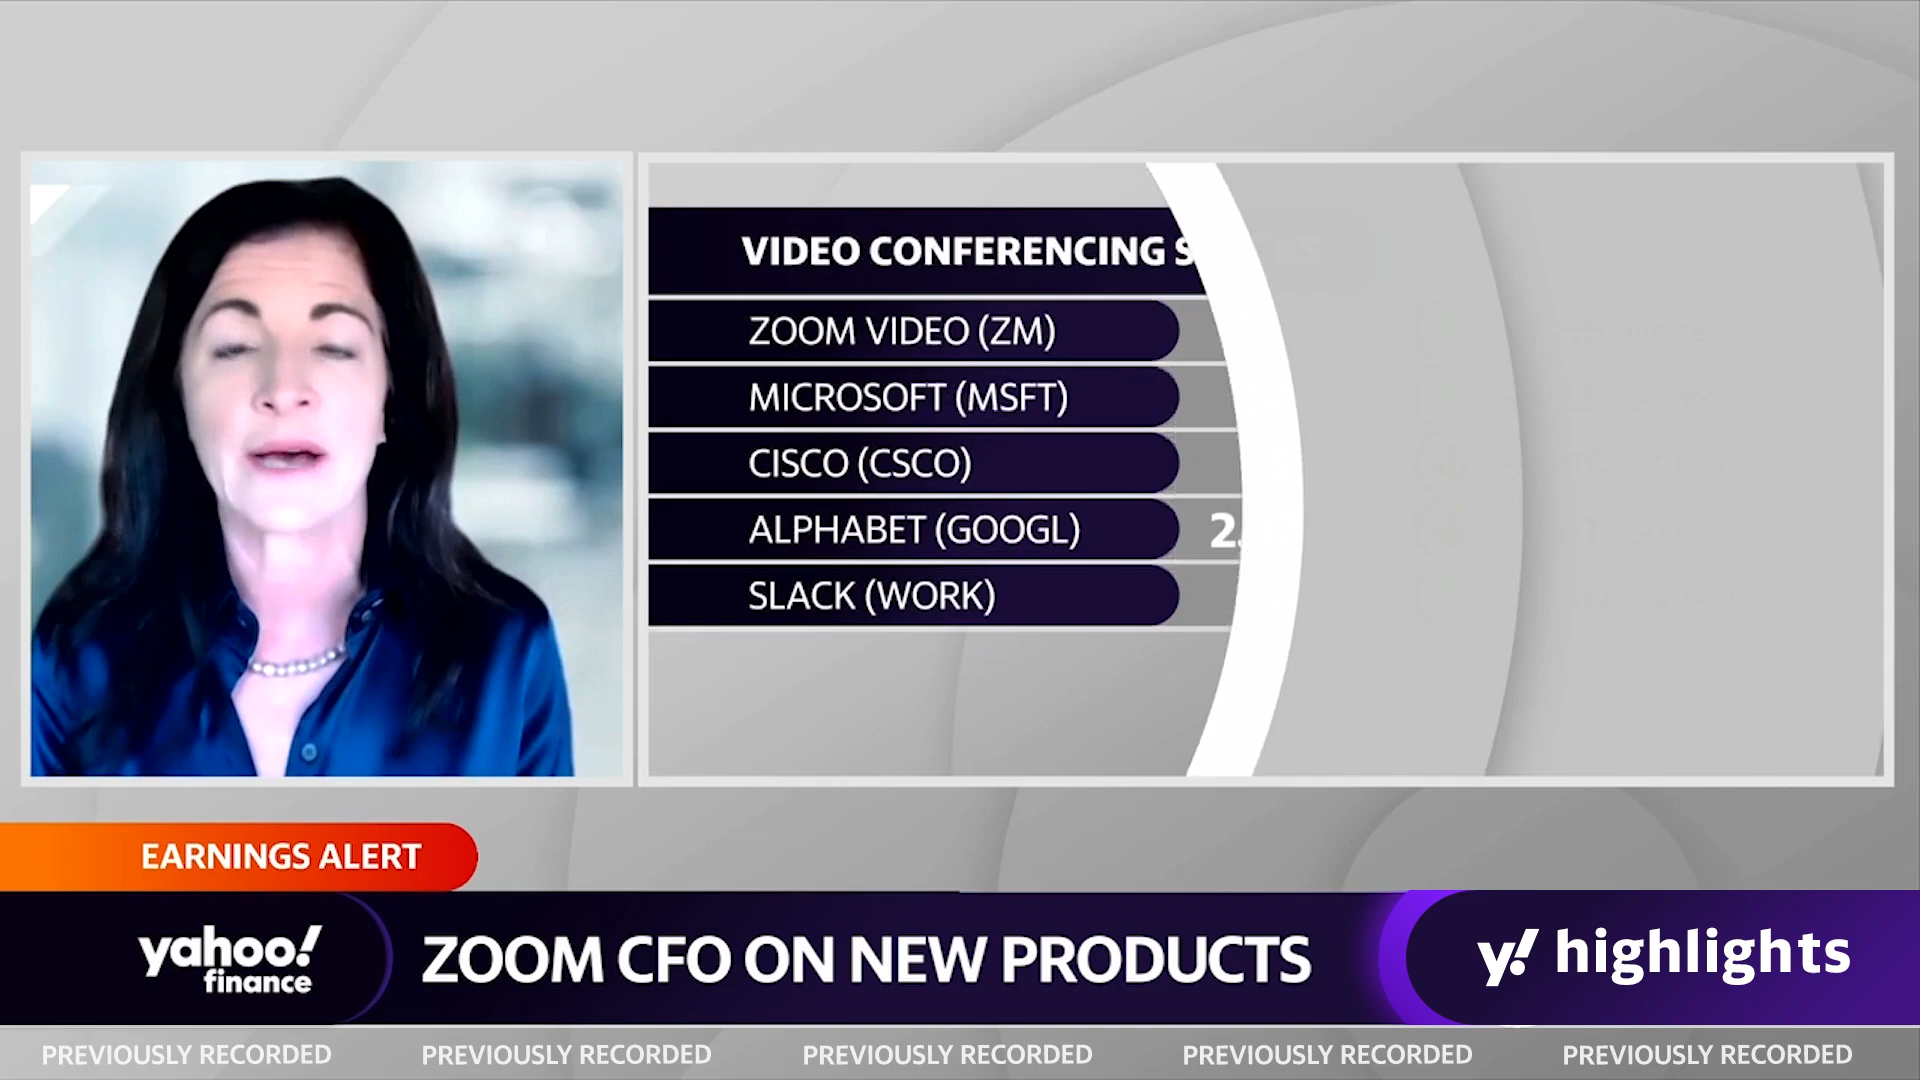 VIDEO CONFERENCING
ZOOM VIDEO (ZM)
MICROSOFT (MSFT)
CISCO (CSCO)
ALPHABET (GOOGL)
SLACK (WORK)
EARNINGS ALERT
yahoo!
finance
ZOOM CFO ON NEW PRODUCTS
y! highlights
PREVIOUSLY RECORDED PREVIOUSLY RECORDED PREVIOUSLY RECORDED PREVIOUSLY RECORDED PREVIOUSLY RECORDED